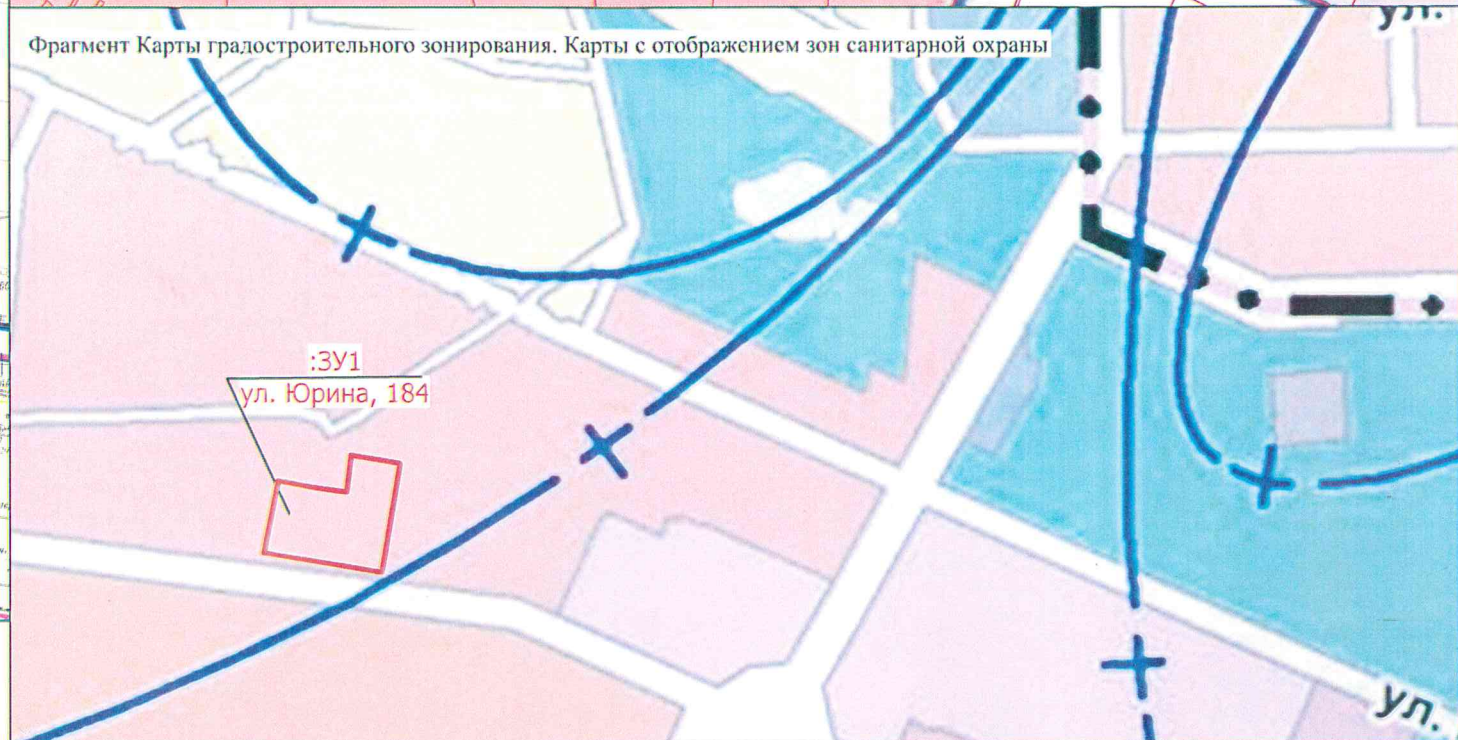 ул.
Фрагмент Карты градостроительного зонирования. Карты с отображением зон санитарной охраны
:ЗУ1
ул. Юрина, 184
ул.